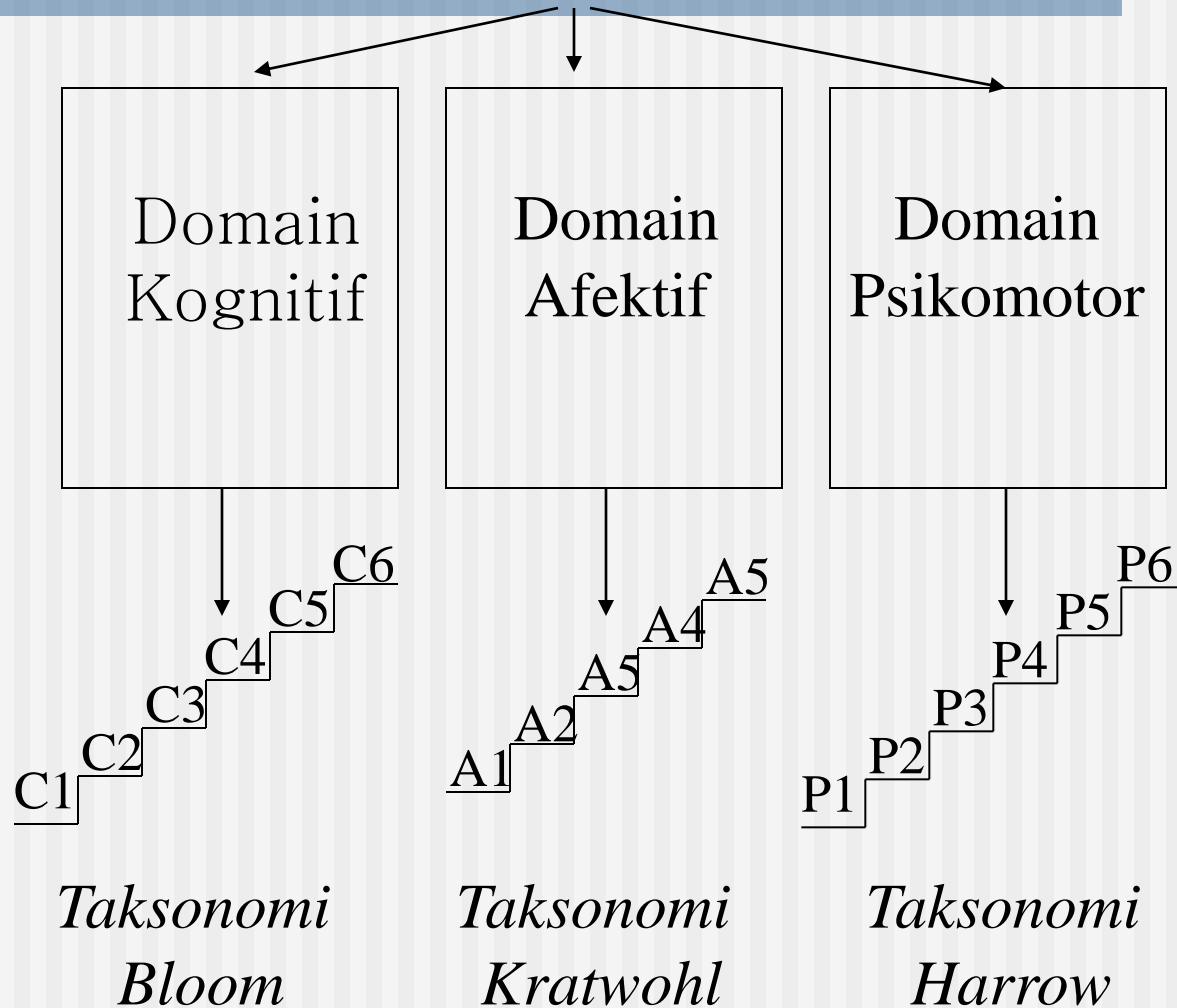 Domain
Kognitif
Domain
Afektif
Domain
Psikomotor
C6
C5
C4
C3
C2
C1
A5
A4
A5
A2
A1
P6
P5
P4
P3
P2
P1
Taksonomi
Bloom
Taksonomi
Kratwohl
Taksonomi
Harrow